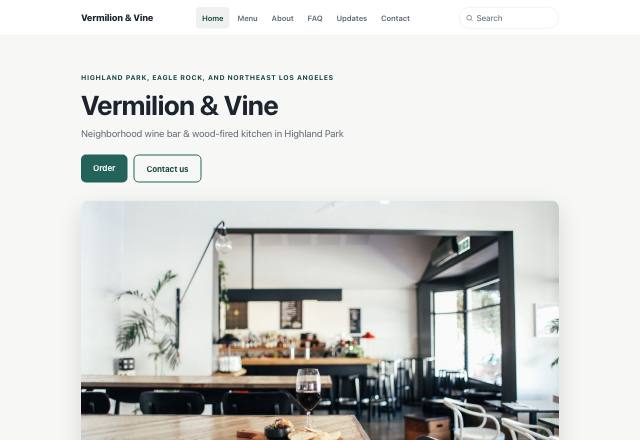 Vermilion & Vine
Home
Menu
About
FAQ
Updates
Contact
Search
HIGHLAND PARK, EAGLE ROCK, AND NORTHEAST LOS ANGELES
Vermilion & Vine
Neighborhood wine bar & wood-fired kitchen in Highland Park
Order
Contact us